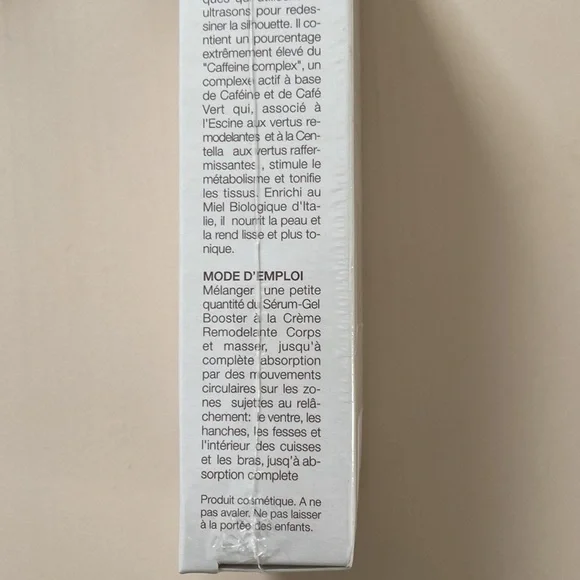 ultrasons pour redes-
siner la silhouette. Il co-
ntient un pourcentage
extrêmement élevé du
"Caffeine complex", un
complexe actif à base
de Caféine et de Café
Vert qui, associé à
l'Escine aux vertus re-
modelantes et à la Cen-
tella aux vertus raffer-
missantes , stimule le
métabolisme et tonifie
les tissus. Enrichi au
Miel Biologique d'Ita-
lie, il nourrit la peau et
la rend lisse et plus to-
nique.
MODE D'EMPLOI
Mélanger une petite
quantité du Sérum-Gel
Booster à la Crème
Remodelante Corps
et masser, jusqu'à
complète absorption
par des mouvements
circulaires sur les zo-
nes sujettes au relâ-
chement: le ventre, les
hanches, les fesses et
l'intérieur des cuisses
et les bras, jusq'à ab-
sorption complete
Produit cosmétique. A ne
pas avaler. Ne pas laisser
à la portée des enfants.